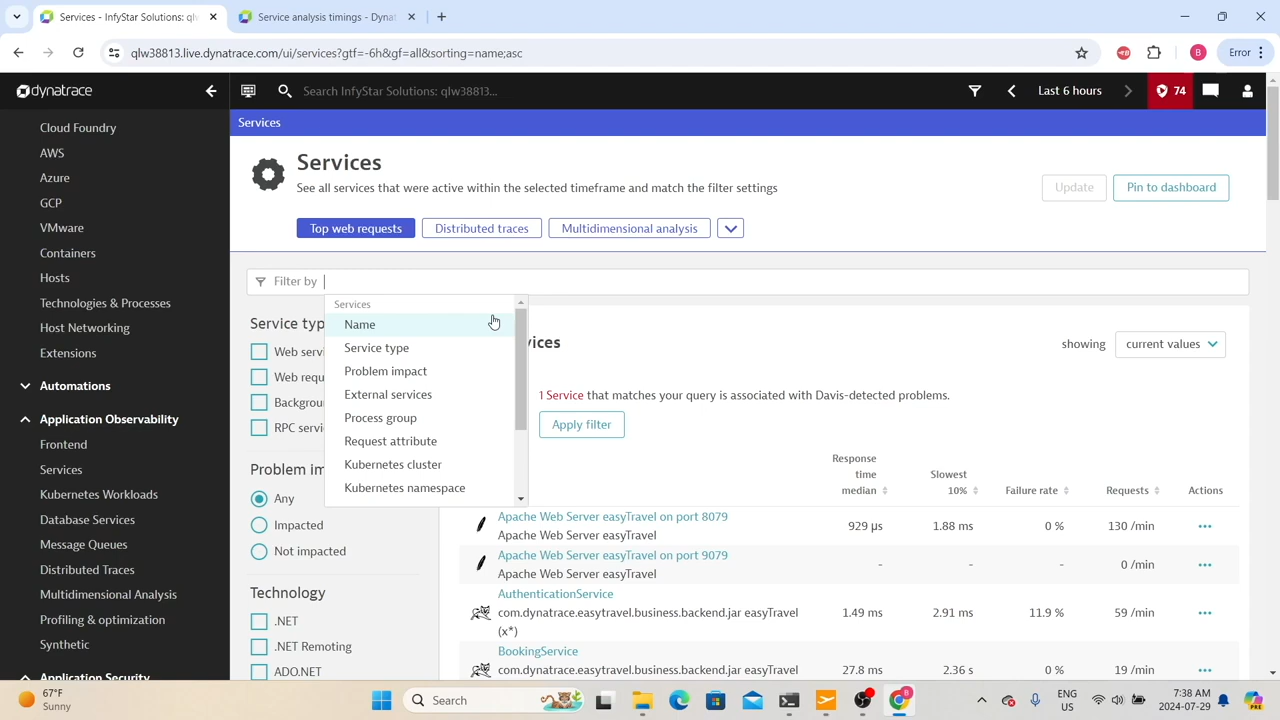 Services - InfyStar Solutions: qlw
Service analysis timings - Dynat
qlw38813.live.dynatrace.com/ui/services?gtf=-6h&gf=all&sorting=name;asc
B
Error
dynatrace
Search InfyStar Solutions: qlw38813...
Last 6 hours
74
Cloud Foundry
AWS
Azure
GCP
VMware
Containers
Hosts
Technologies & Processes
Host Networking
Extensions
Automations
Application Observability
Frontend
Services
Kubernetes Workloads
Database Services
Message Queues
Distributed Traces
Multidimensional Analysis
Profiling & optimization
Synthetic
Application Security
Services
Services
See all services that were active within the selected timeframe and match the filter settings
Update
Pin to dashboard
Top web requests
Distributed traces
Multidimensional analysis
Filter by
Services
Name
Service type
Problem impact
External services
Process group
Request attribute
Kubernetes cluster
Kubernetes namespace
Service typ
Web servi
Web requ
Backgrou
RPC servi
Problem im
Any
Impacted
Not impacted
Technology
.NET
.NET Remoting
ADO.NET
vices
showing
current values
1 Service that matches your query is associated with Davis-detected problems.
Apply filter
Response time median
Slowest 10%
Failure rate
Requests
Actions
Apache Web Server easyTravel on port 8079
Apache Web Server easyTravel
929 µs
1.88 ms
0 %
130 /min
Apache Web Server easyTravel on port 9079
Apache Web Server easyTravel
-
-
-
0 /min
AuthenticationService
com.dynatrace.easytravel.business.backend.jar easyTravel
(x*)
1.49 ms
2.91 ms
11.9 %
59 /min
BookingService
com.dynatrace.easytravel.business.backend.jar easyTravel
27.8 ms
2.36 s
0 %
19 /min
67°F
Sunny
Search
ENG
US
7:38 AM
2024-07-29